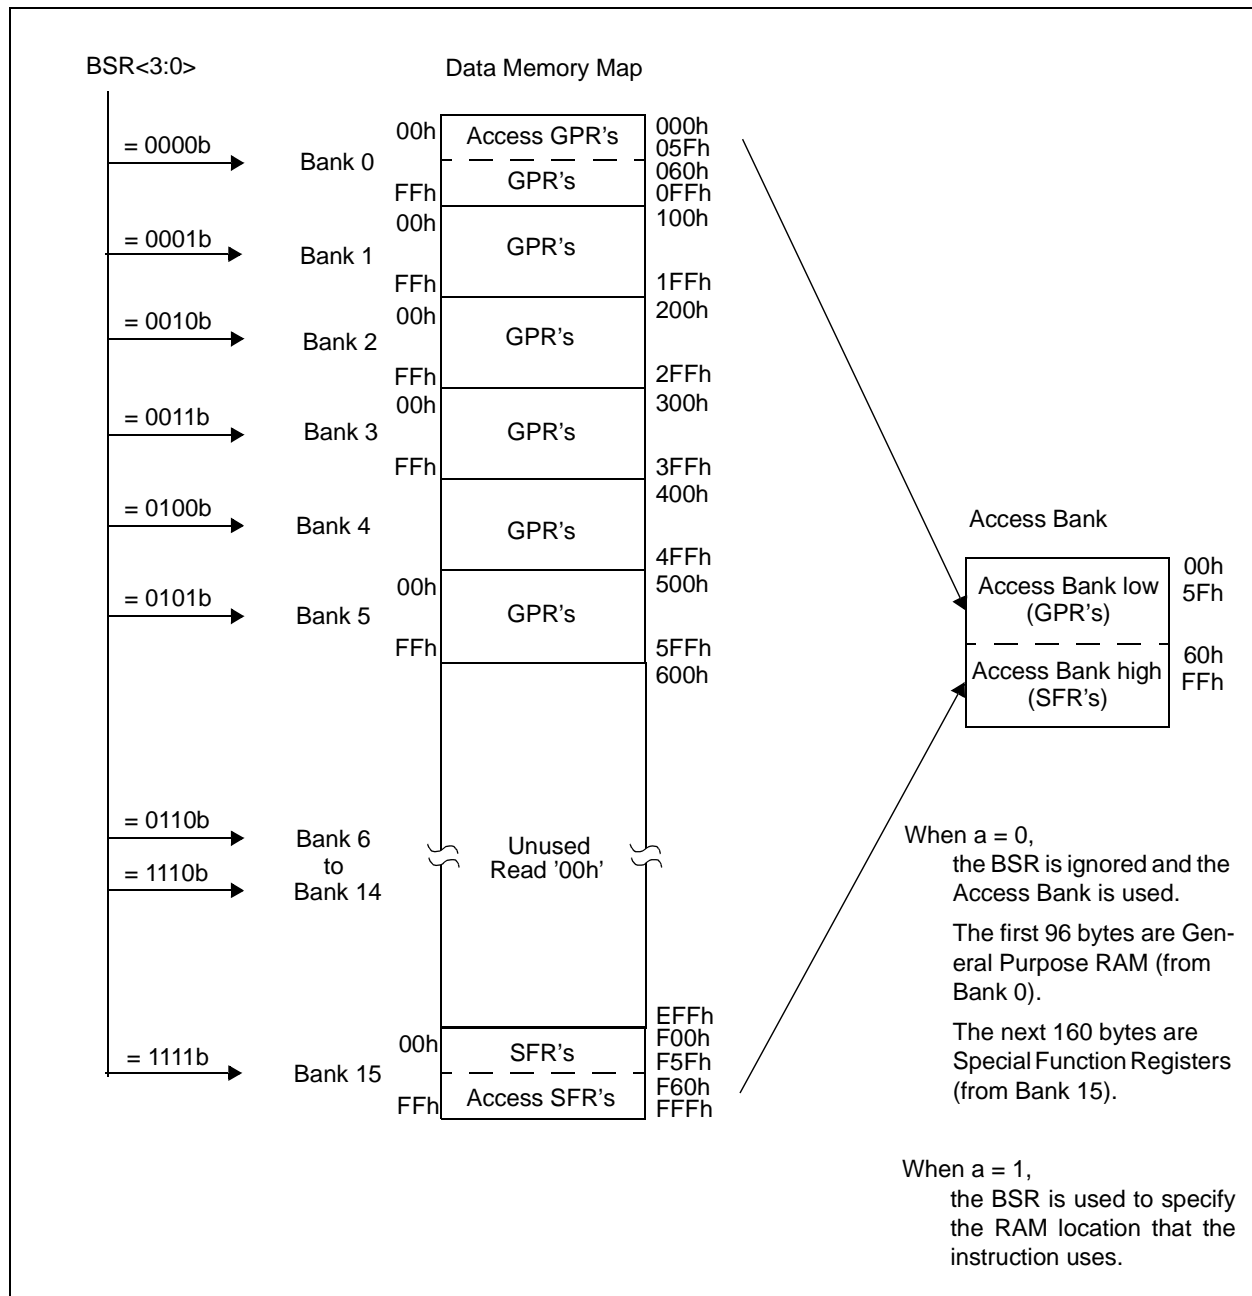 BSR<3:0>
Data Memory Map
= 0000b
Bank 0
00h
Access GPR's
000h
05Fh
FFh
GPR's
060h
0FFh
= 0001b
Bank 1
00h
GPR's
100h
FFh
1FFh
= 0010b
Bank 2
00h
GPR's
200h
FFh
2FFh
= 0011b
Bank 3
00h
GPR's
300h
FFh
3FFh
= 0100b
Bank 4
GPR's
400h
4FFh
= 0101b
Bank 5
00h
GPR's
500h
FFh
5FFh
600h
= 0110b
Bank 6
to
= 1110b
Bank 14
Unused
Read '00h'
EFFh
= 1111b
Bank 15
00h
SFR's
F00h
F5Fh
FFh
Access SFR's
F60h
FFFh
Access Bank
Access Bank low
(GPR's)
00h
5Fh
Access Bank high
(SFR's)
60h
FFh
When a = 0,
the BSR is ignored and the
Access Bank is used.
The first 96 bytes are Gen-
eral Purpose RAM (from
Bank 0).
The next 160 bytes are
Special Function Registers
(from Bank 15).
When a = 1,
the BSR is used to specify
the RAM location that the
instruction uses.